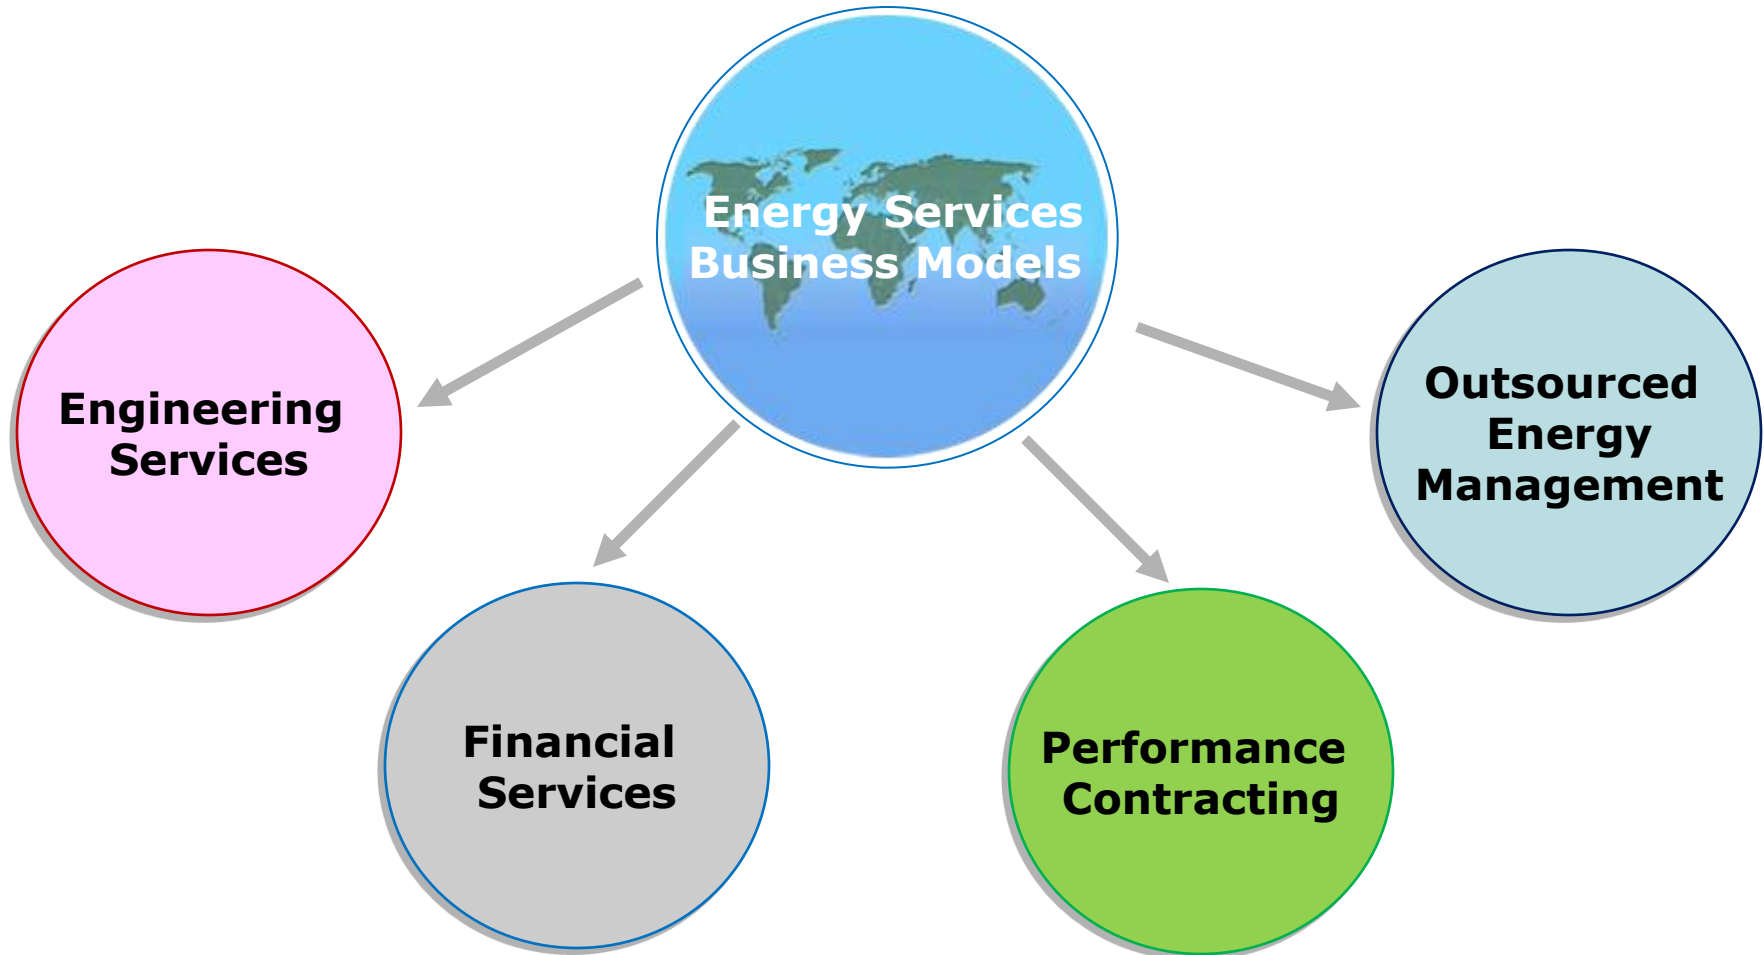 Energy Services
Business Models
Engineering
Services
Outsourced
Energy
Management
Financial
Services
Performance
Contracting